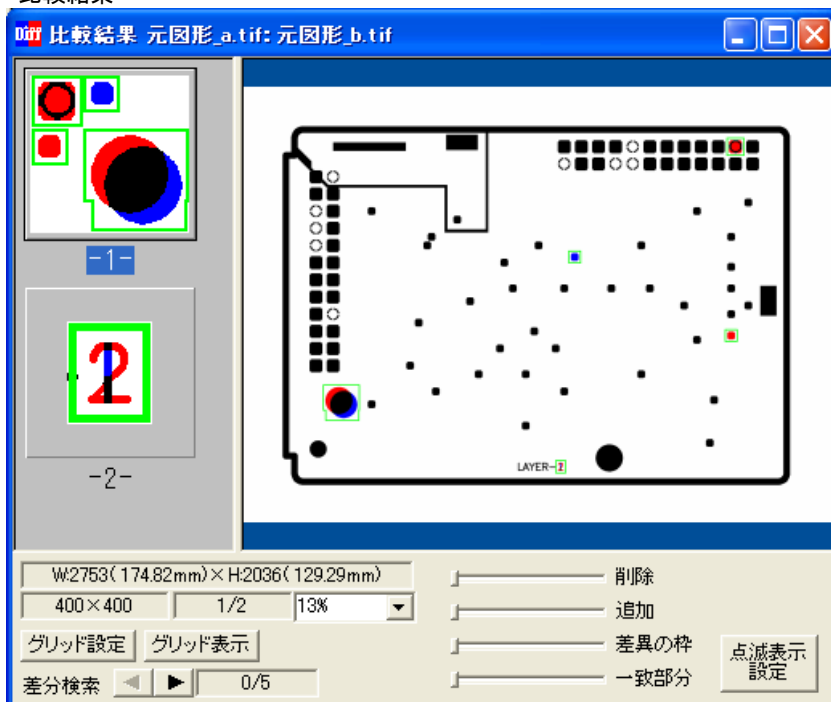 比較結果
Diff 比較結果 元図形_a.tif: 元図形_b.tif
-1-
2
-2-
LAYER-2
W:2753( 174.82mm)×H:2036( 129.29mm)
400×400 1/2 13%
グリッド設定 グリッド表示
差分検索 0/5
削除
追加
差異の枠
一致部分
点滅表示
設定